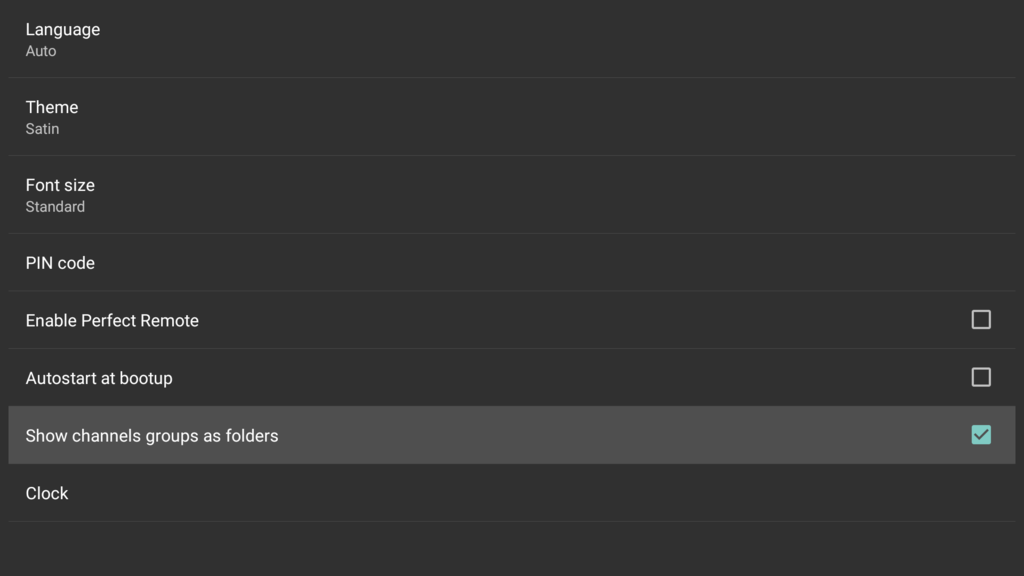 Language
Auto
Theme
Satin
Font size
Standard
PIN code
Enable Perfect Remote
Autostart at bootup
Show channels groups as folders
Clock